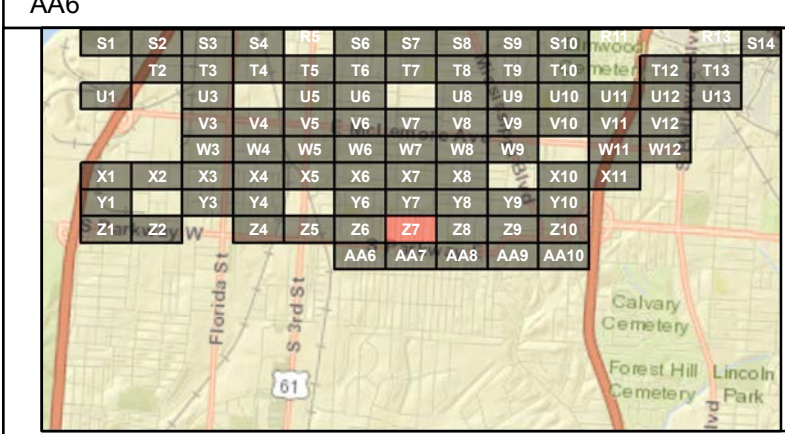 AA6
R5 R11 R13
S1 S2 S3 S4 S6 S7 S8 S9 S10 S14
T2 T3 T4 T5 T6 T7 T8 T9 T10 T12 T13
U1 U3 U5 U6 U8 U9 U10 U11 U12 U13
V3 V4 V5 V6 V7 V8 V9 V10 V11 V12
W3 W4 W5 W6 W7 W8 W9 W11 W12
X1 X2 X3 X4 X5 X6 X7 X8 X10 X11
Y1 Y3 Y4 Y6 Y7 Y8 Y9 Y10
Z1 Z2 Z4 Z5 Z6 Z7 Z8 Z9 Z10
AA6 AA7 AA8 AA9 AA10
S Parkway W
Florida St
S 3rd St
61
Calvary
Cemetery
Forest Hill
Cemetery
Lincoln
Park